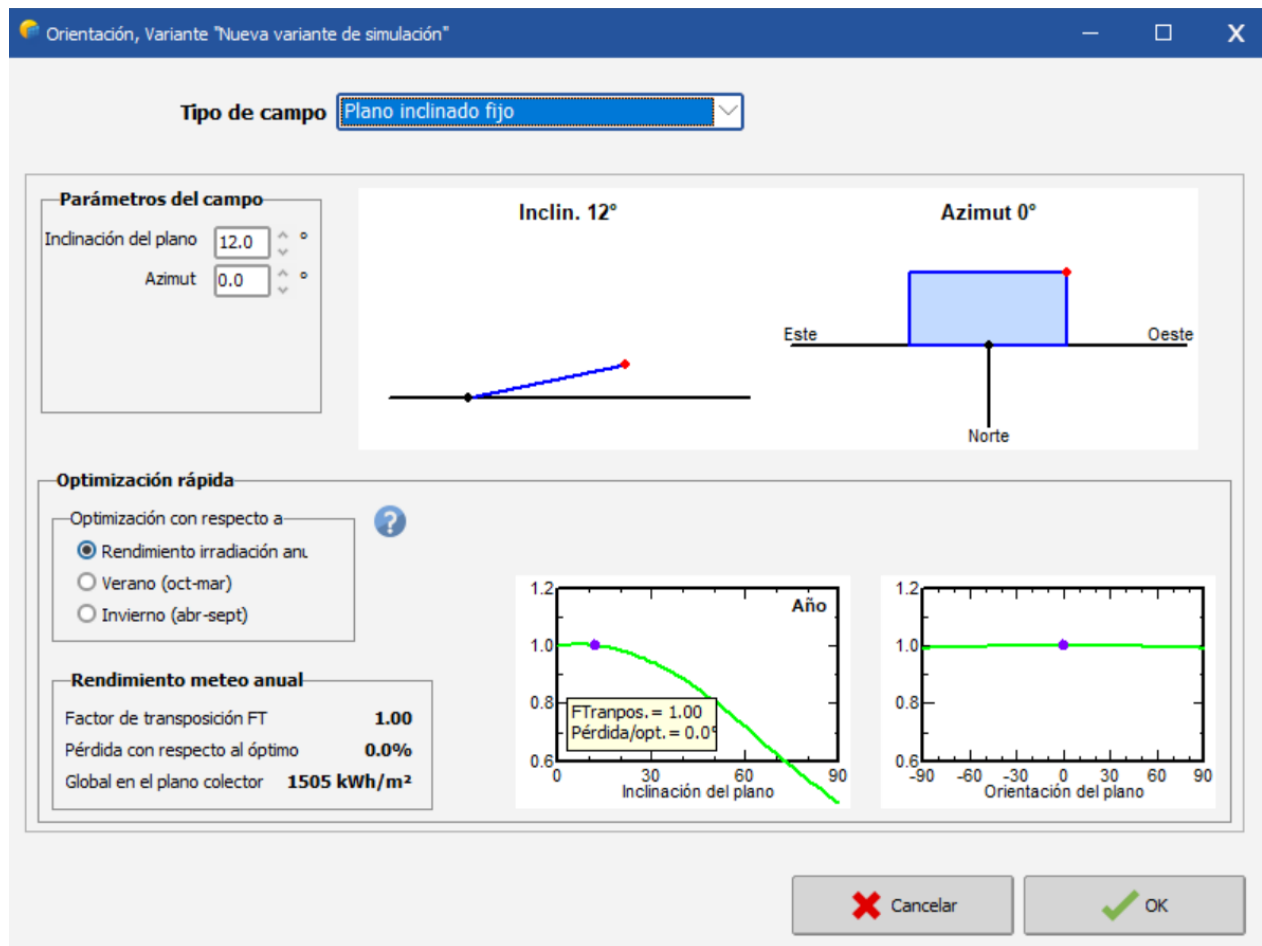 Orientación, Variante "Nueva variante de simulación"
Tipo de campo Plano inclinado fijo
Parámetros del campo
Inclinación del plano 12.0 °
Azimut 0.0 °
Inclin. 12°
Azimut 0°
Este
Oeste
Norte
Optimización rápida
Optimización con respecto a
Rendimiento irradiación anu
Verano (oct-mar)
Invierno (abr-sept)
?
Rendimiento meteo anual
Factor de transposición FT 1.00
Pérdida con respecto al óptimo 0.0%
Global en el plano colector 1505 kWh/m²
1.2
1.0
0.8
0.6
Año
FTranpos. = 1.00
Pérdida/opt. = 0.0°
0 30 60 90
Inclinación del plano
1.2
1.0
0.8
0.6
-90 -60 -30 0 30 60 90
Orientación del plano
Cancelar
OK